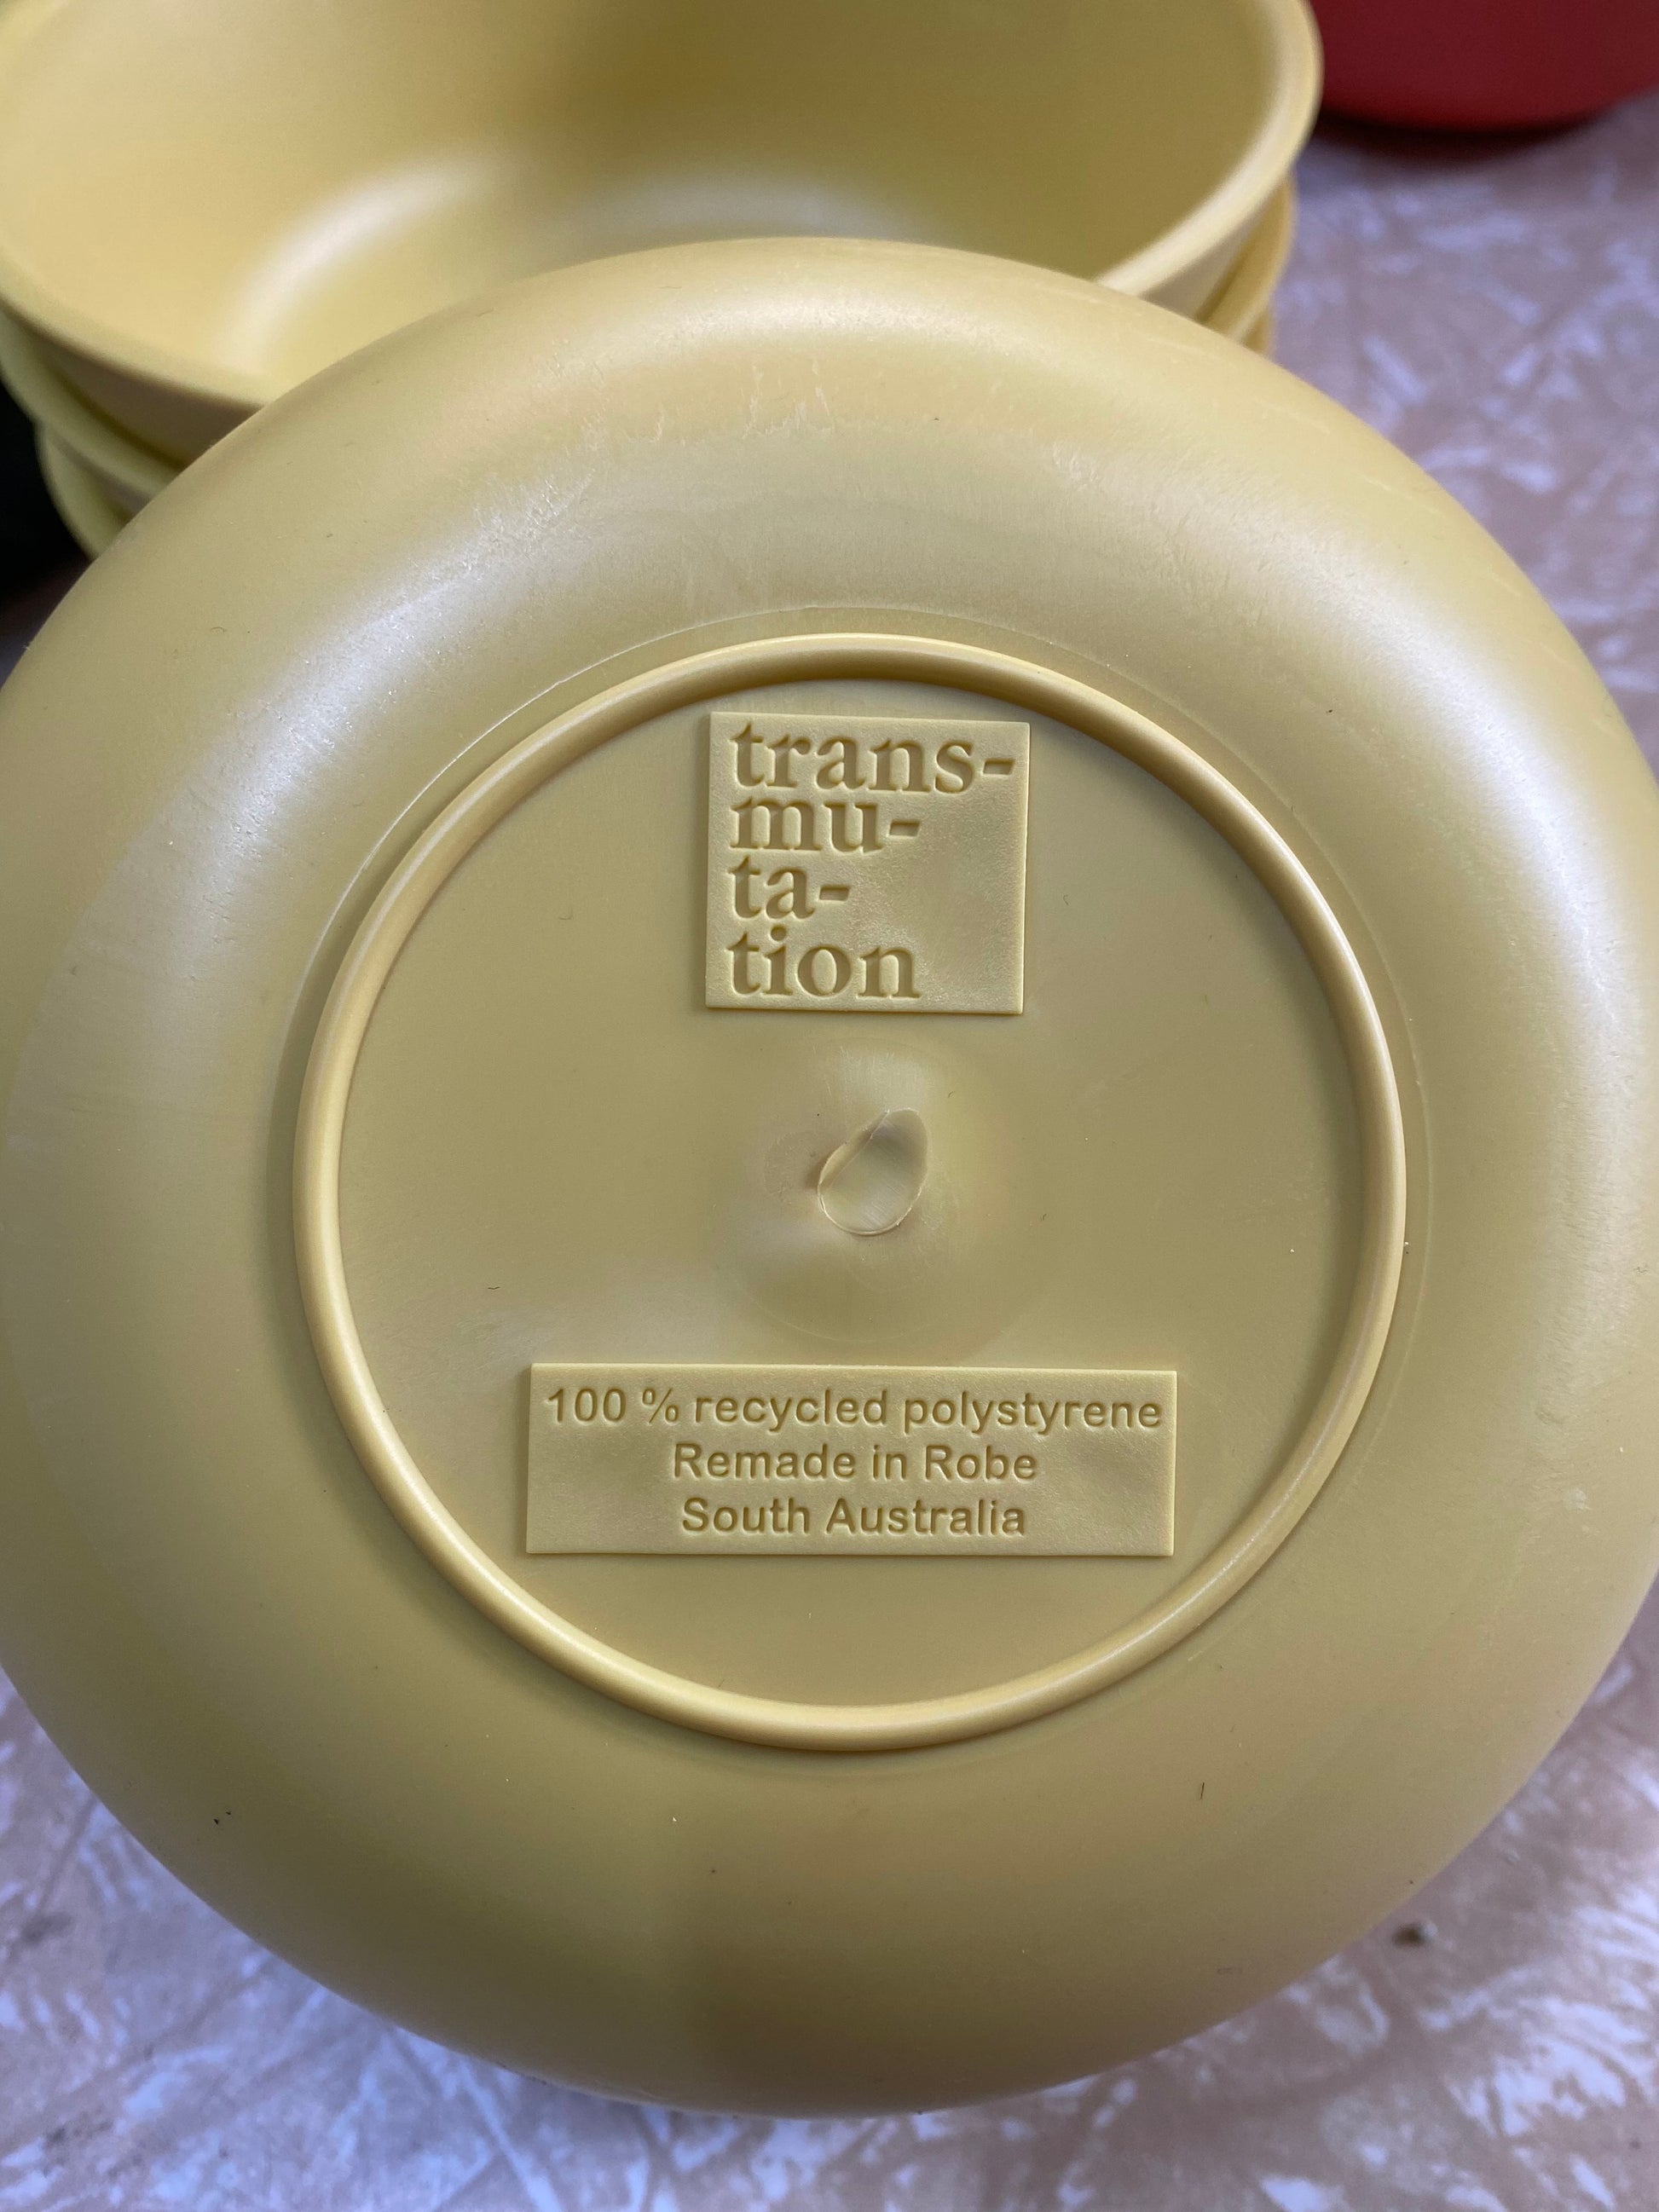 trans-
mu-
ta-
tion
100 % recycled polystyrene
Remade in Robe
South Australia